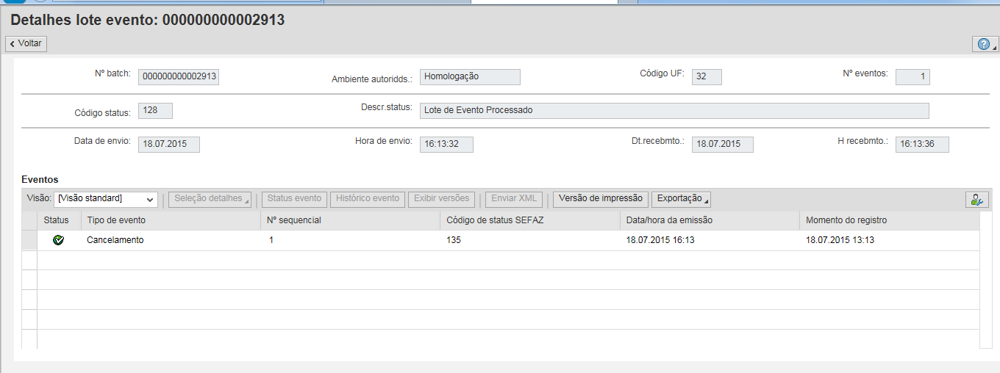 Detalhes lote evento: 000000000002913
Voltar
Nº batch: 000000000002913 Ambiente autoridds.: Homologação Código UF: 32 Nº eventos: 1
Código status: 128 Descr.status: Lote de Evento Processado
Data de envio: 18.07.2015 Hora de envio: 16:13:32 Dt.recebmto.: 18.07.2015 H recebmto.: 16:13:36
Eventos
Visão: [Visão standard] Seleção detalhes Status evento Histórico evento Exibir versões Enviar XML Versão de impressão Exportação
Status Tipo de evento Nº sequencial Código de status SEFAZ Data/hora da emissão Momento do registro
Cancelamento 1 135 18.07.2015 16:13 18.07.2015 13:13